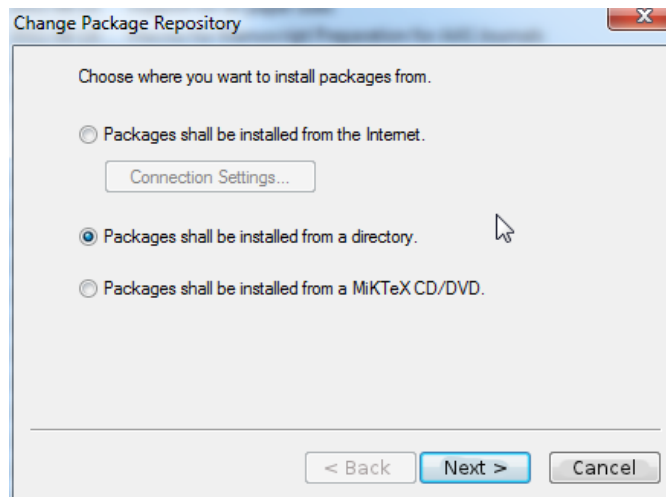 Change Package Repository
Choose where you want to install packages from.
Packages shall be installed from the Internet.
Connection Settings...
Packages shall be installed from a directory.
Packages shall be installed from a MiKTeX CD/DVD.
< Back Next > Cancel